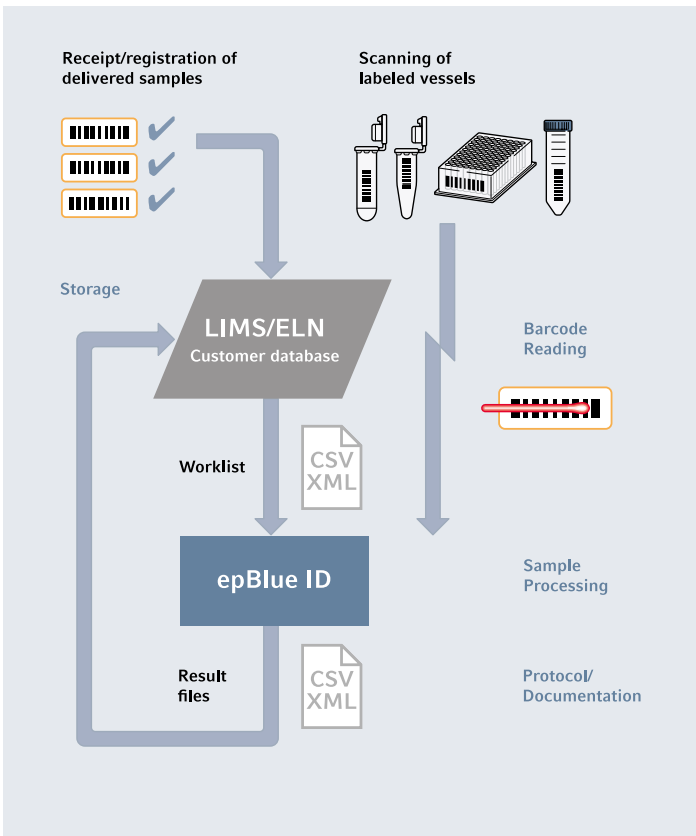 Receipt/registration of
delivered samples
Scanning of
labeled vessels
Storage
LIMS/ELN
Customer database
Barcode
Reading
Worklist
CSV
XML
epBlue ID
Sample
Processing
Result
files
CSV
XML
Protocol/
Documentation